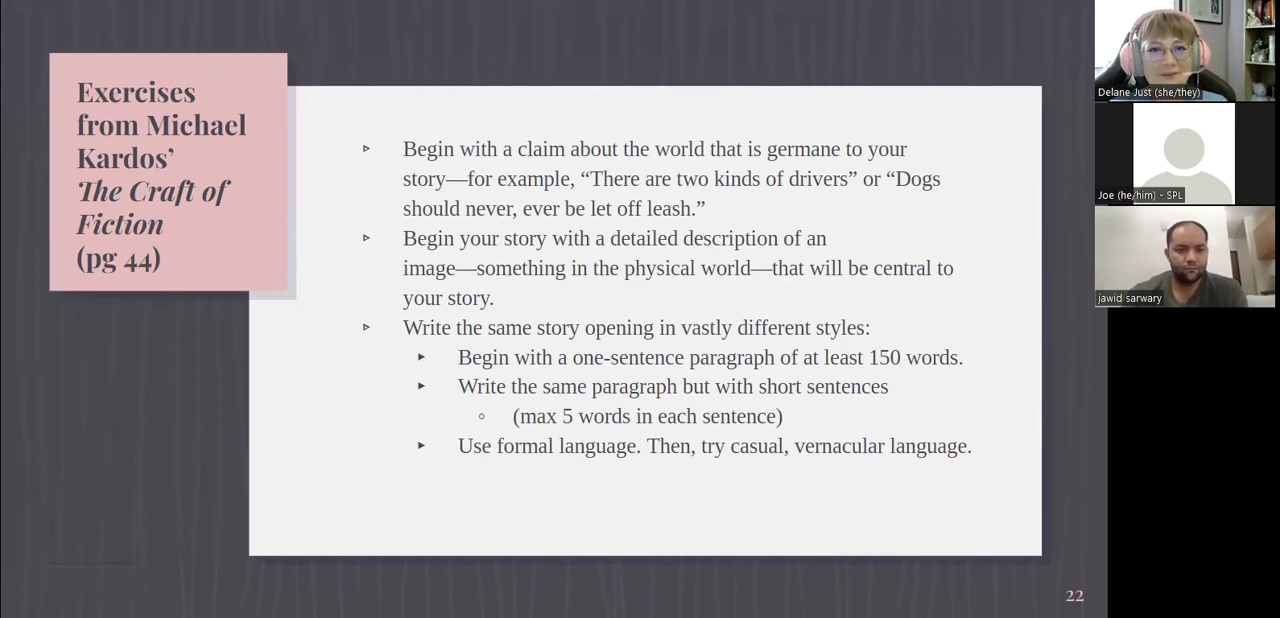 Exercises
from Michael
Kardos’
The Craft of
Fiction
(pg 44)
Begin with a claim about the world that is germane to your
story—for example, “There are two kinds of drivers” or “Dogs
should never, ever be let off leash.”
Begin your story with a detailed description of an
image—something in the physical world—that will be central to
your story.
Write the same story opening in vastly different styles:
Begin with a one-sentence paragraph of at least 150 words.
Write the same paragraph but with short sentences
(max 5 words in each sentence)
Use formal language. Then, try casual, vernacular language.
22
Delane Just (she/they)
Joe (he/him) - SPL
jawid sarwary